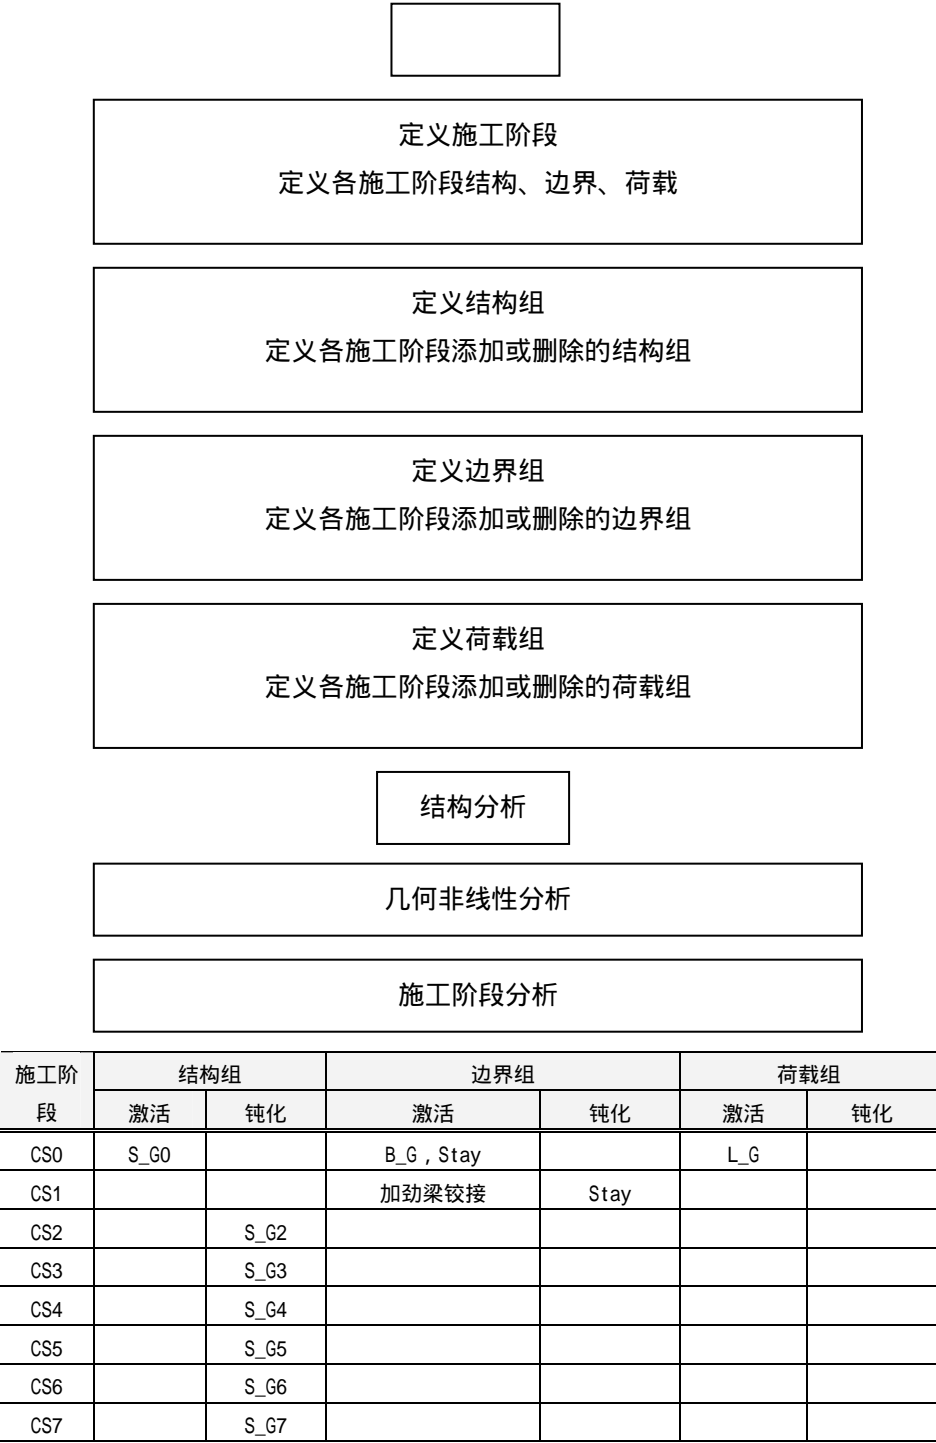 定义施工阶段
定义各施工阶段结构、边界、荷载
定义结构组
定义各施工阶段添加或删除的结构组
定义边界组
定义各施工阶段添加或删除的边界组
定义荷载组
定义各施工阶段添加或删除的荷载组
结构分析
几何非线性分析
施工阶段分析
施工阶段 结构组 边界组 荷载组
激活 钝化 激活 钝化 激活 钝化
CS0 S_G0 B_G , Stay L_G
CS1 加劲梁铰接 Stay
CS2 S_G2
CS3 S_G3
CS4 S_G4
CS5 S_G5
CS6 S_G6
CS7 S_G7